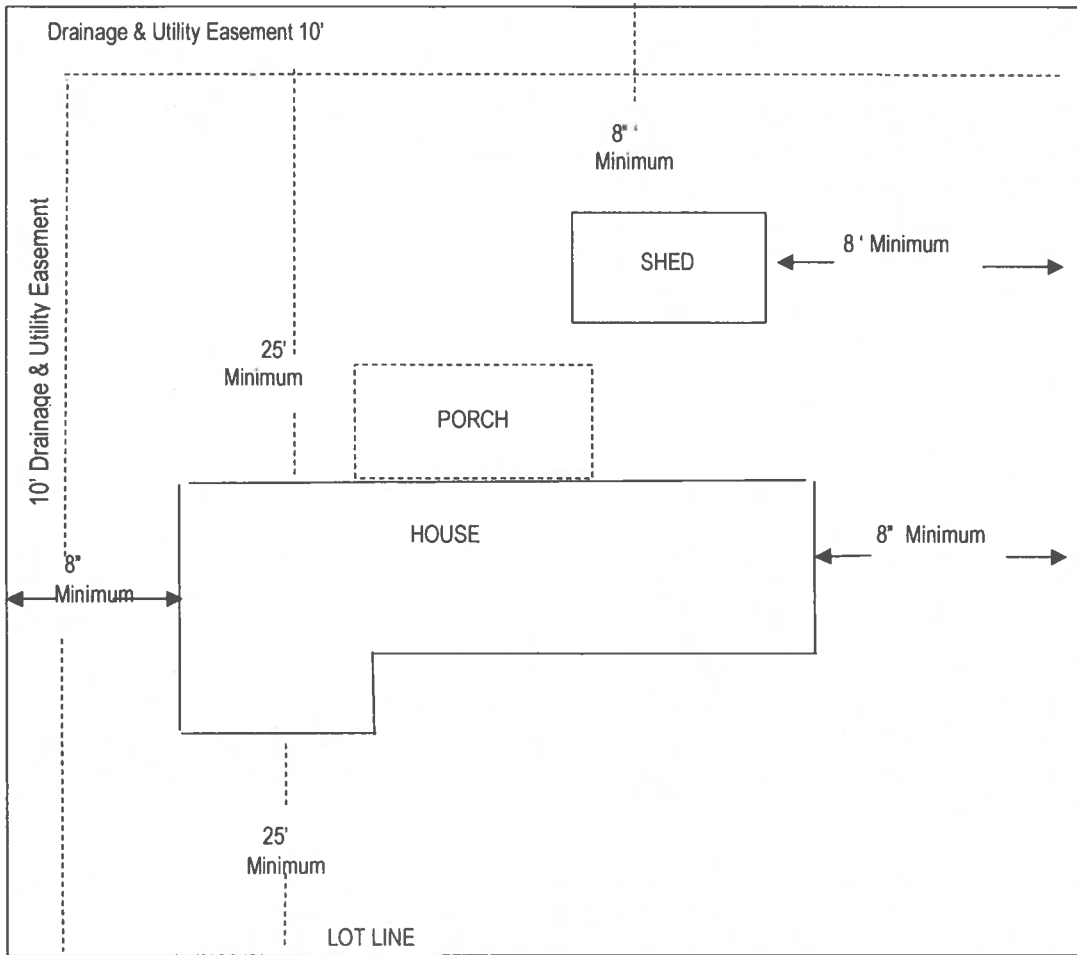 Drainage & Utility Easement 10'
8" '
Minimum
10' Drainage & Utility Easement
SHED
8 ' Minimum
25'
Minimum
PORCH
HOUSE
8" Minimum
8"
Minimum
25'
Minimum
LOT LINE